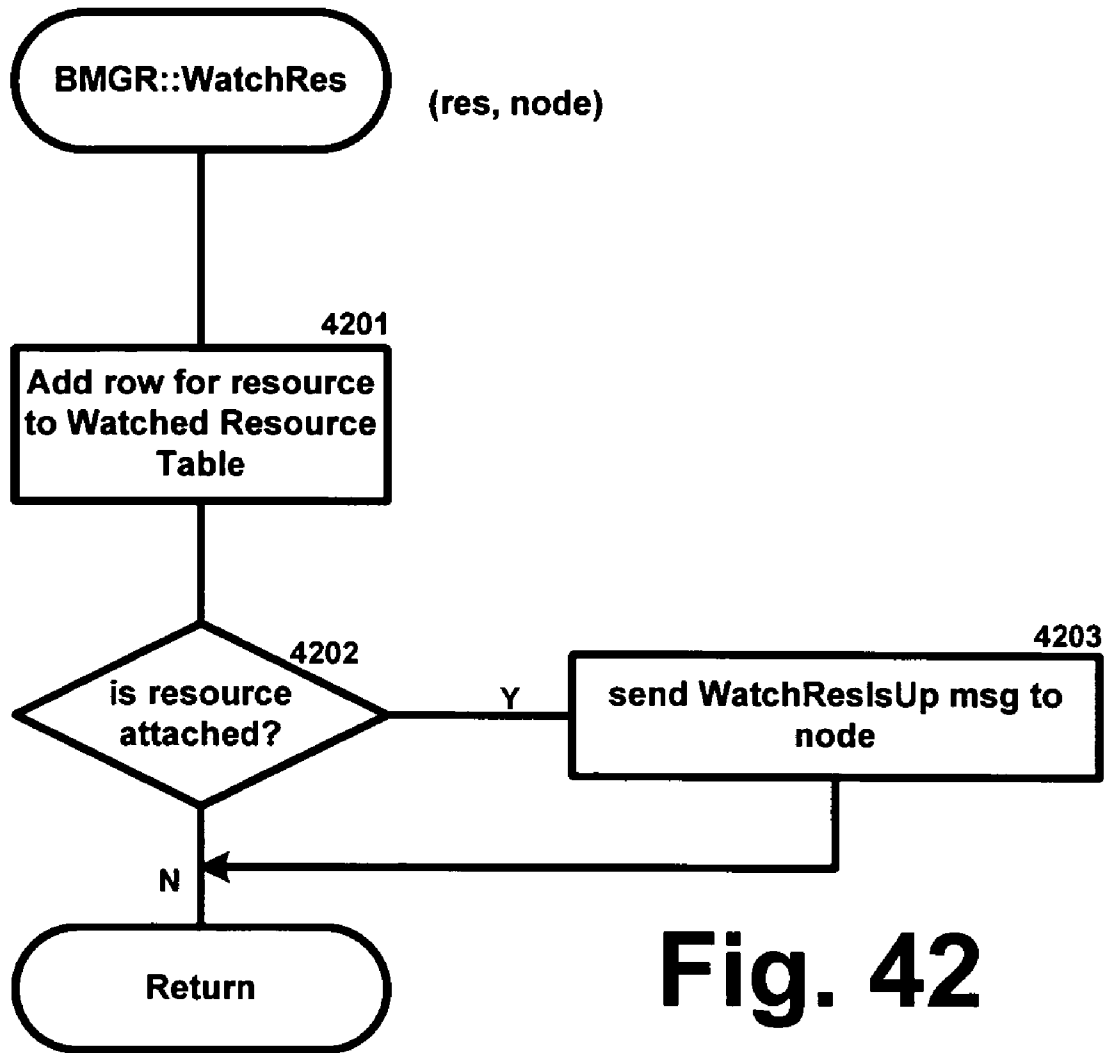 BMGR::WatchRes
(res, node)
4201
Add row for resource
to Watched Resource
Table
4202
is resource
attached?
Y
4203
send WatchResIsUp msg to
node
N
Return
Fig. 42